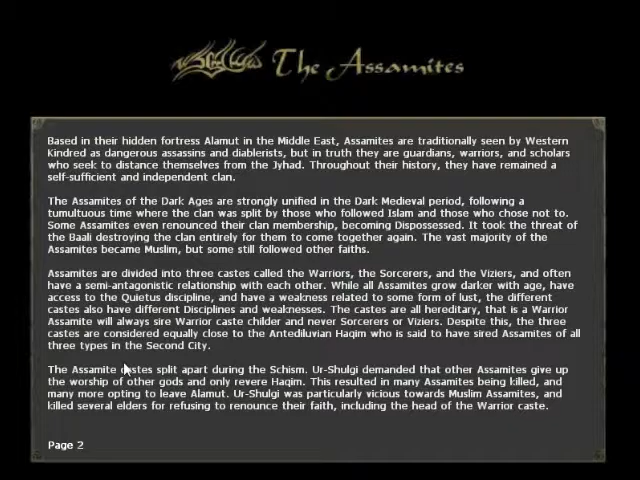 The Assamites
Based in their hidden fortress Alamut in the Middle East, Assamites are traditionally seen by Western
Kindred as dangerous assassins and diablerists, but in truth they are guardians, warriors, and scholars
who seek to distance themselves from the Jyhad. Throughout their history, they have remained a
self-sufficient and independent clan.
The Assamites of the Dark Ages are strongly unified in the Dark Medieval period, following a
tumultuous time where the clan was split by those who followed Islam and those who chose not to.
Some Assamites even renounced their clan membership, becoming Dispossessed. It took the threat of
the Baali destroying the clan entirely for them to come together again. The vast majority of the
Assamites became Muslim, but some still followed other faiths.
Assamites are divided into three castes called the Warriors, the Sorcerers, and the Viziers, and often
have a semi-antagonistic relationship with each other. While all Assamites grow darker with age, have
access to the Quietus discipline, and have a weakness related to some form of lust, the different
castes also have different Disciplines and weaknesses. The castes are all hereditary, that is a Warrior
Assamite will always sire Warrior caste childer and never Sorcerers or Viziers. Despite this, the three
castes are considered equally close to the Antediluvian Haqim who is said to have sired Assamites of all
three types in the Second City.
The Assamite castes split apart during the Schism. Ur-Shulgi demanded that other Assamites give up
the worship of other gods and only revere Haqim. This resulted in many Assamites being killed, and
many more opting to leave Alamut. Ur-Shulgi was particularly vicious towards Muslim Assamites, and
killed several elders for refusing to renounce their faith, including the head of the Warrior caste.
Page 2